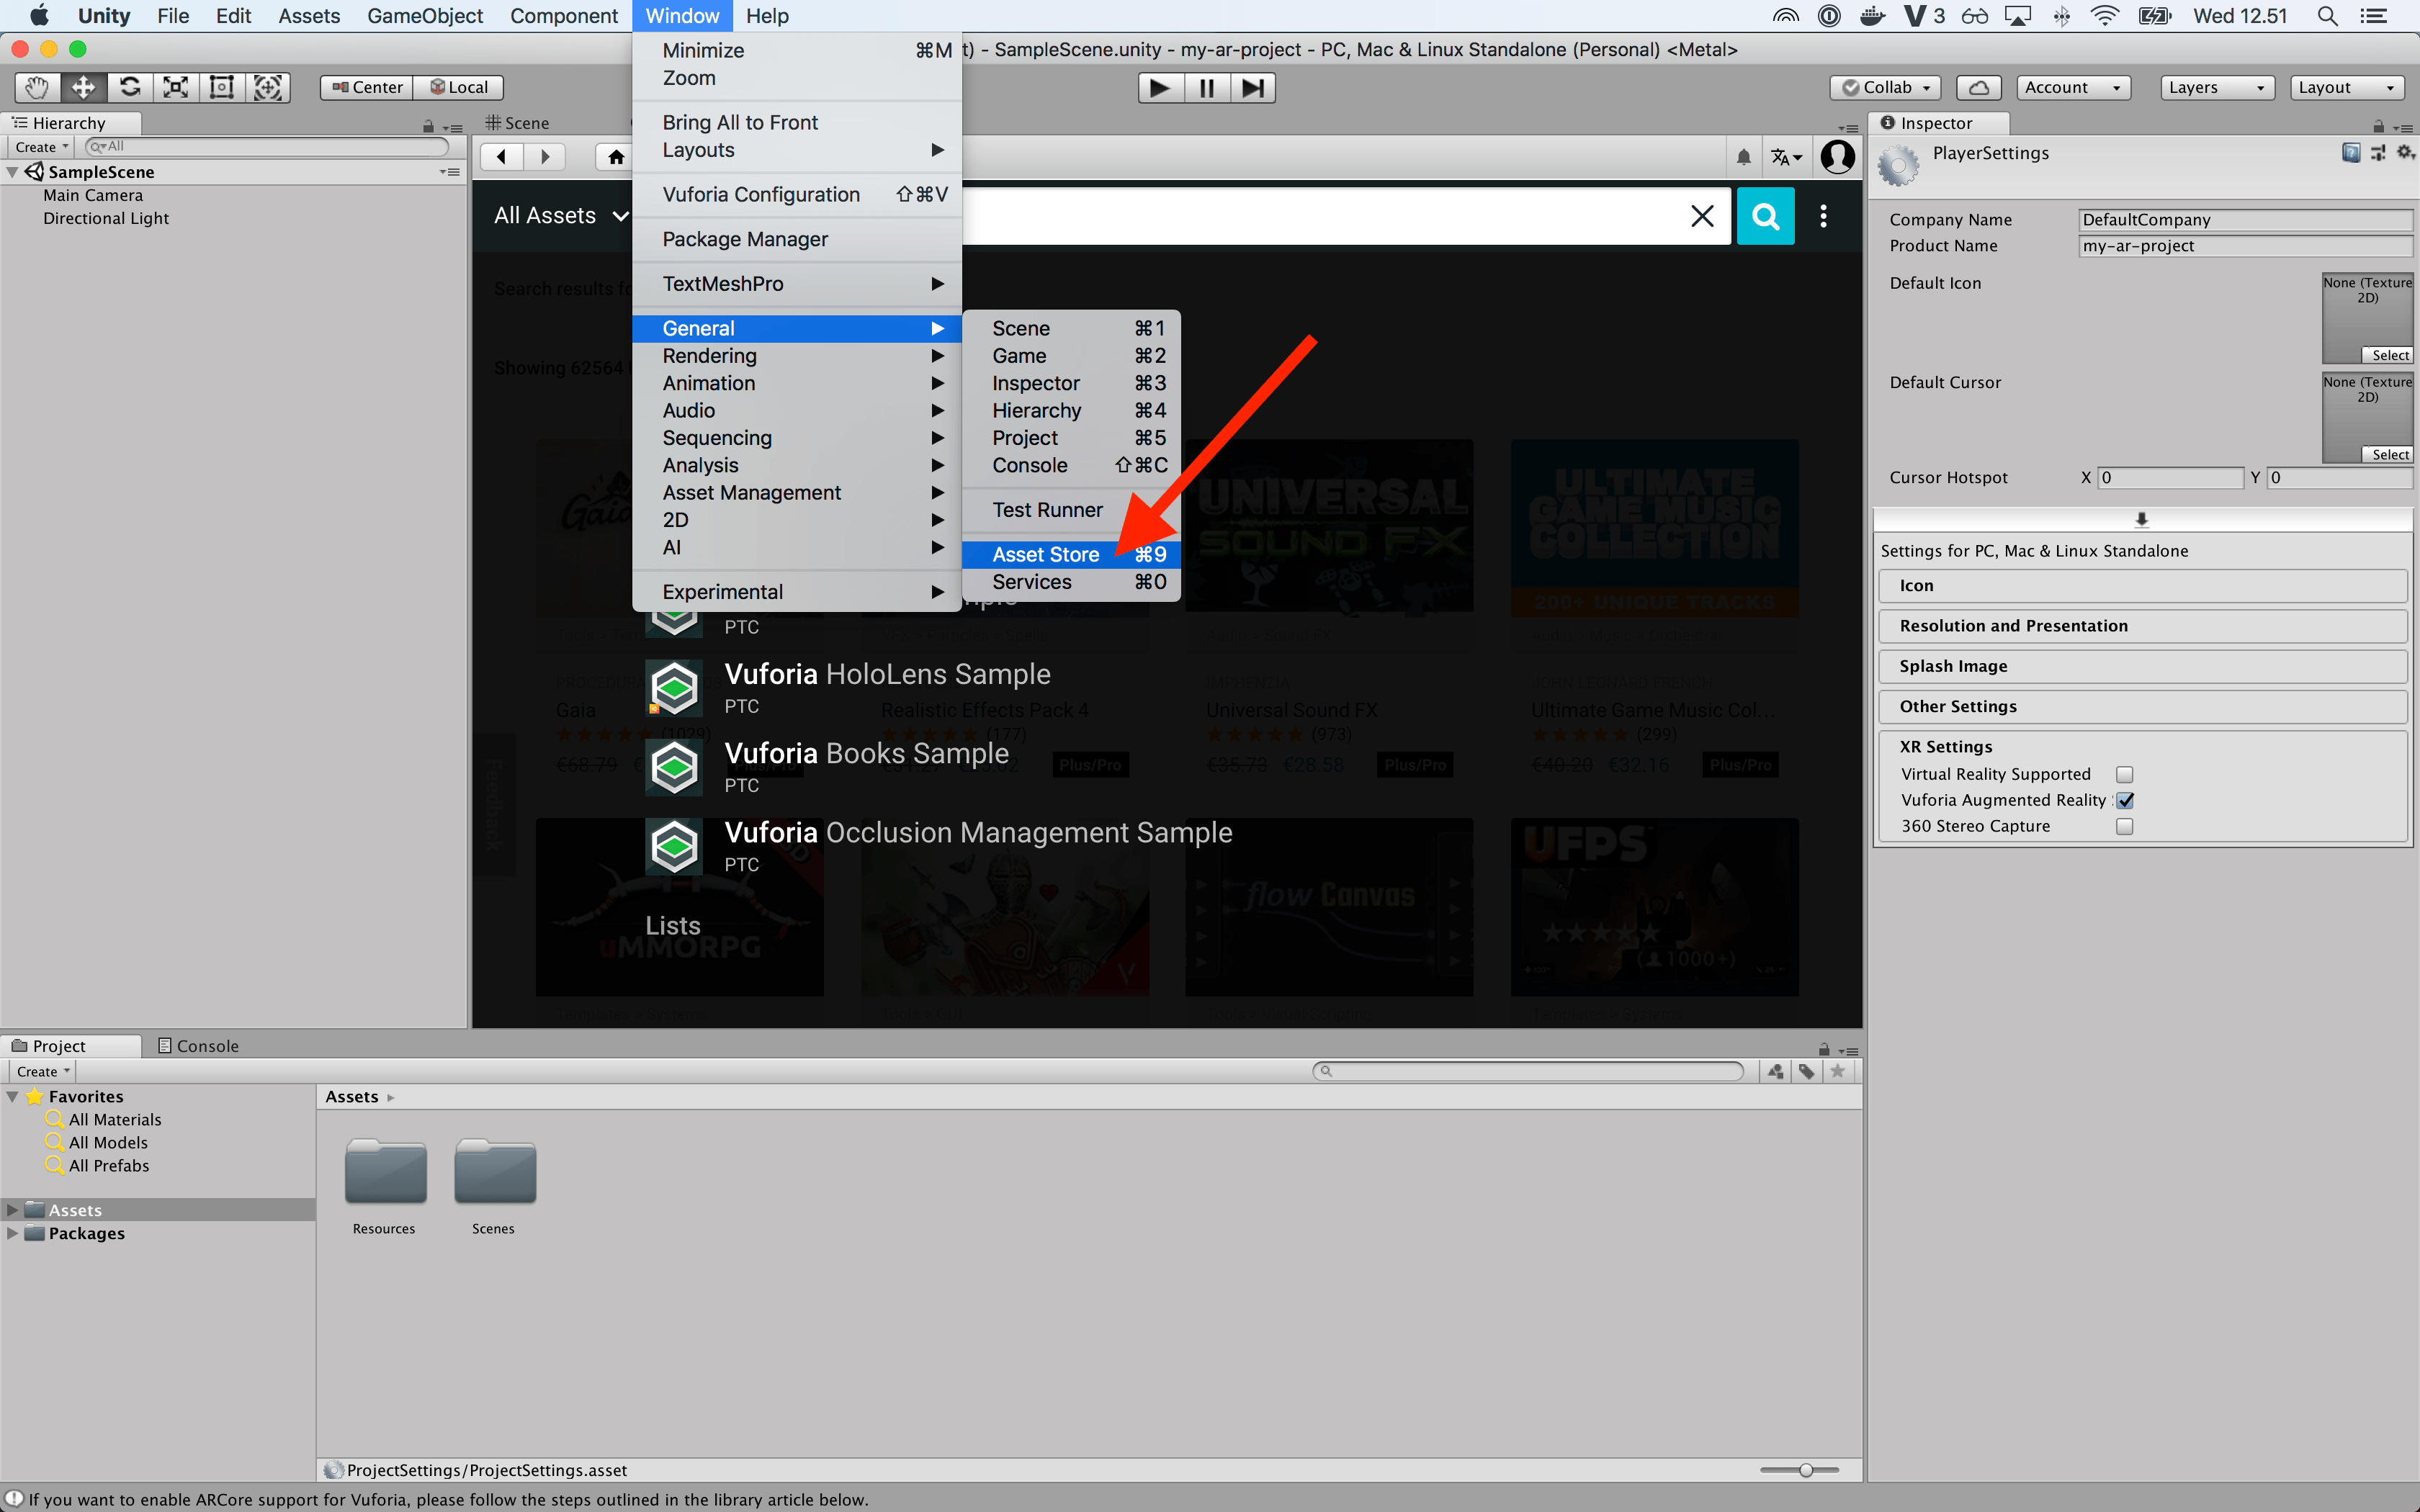 Unity File Edit Assets GameObject Component Window Help 3 Wed 12.51
t) - SampleScene.unity - my-ar-project - PC, Mac & Linux Standalone (Personal) <Metal>
Center Local Collab Account Layers Layout
Hierarchy
Create All
SampleScene
Main Camera
Directional Light
Scene
All Assets
Search results fo
Showing 62564
Minimize ⌘M
Zoom
Bring All to Front
Layouts
Vuforia Configuration ⇧⌘V
Package Manager
TextMeshPro
General
Rendering
Animation
Audio
Sequencing
Analysis
Asset Management
2D
AI
Experimental
Scene ⌘1
Game ⌘2
Inspector ⌘3
Hierarchy ⌘4
Project ⌘5
Console ⇧⌘C
Test Runner
Asset Store ⌘9
Services ⌘0
PTC
Vuforia HoloLens Sample
PTC
Vuforia Books Sample
PTC
Vuforia Occlusion Management Sample
PTC
Lists
Gaia
UNIVERSAL
SOUND FX
ULTIMATE
GAME MUSIC
COLLECTION
200+ UNIQUE TRACKS
Gaia
(1029)
€68.79
Realistic Effects Pack 4
(177)
Plus/Pro
Universal Sound FX
(973)
€35.73 €28.58 Plus/Pro
JOHN LEONARD FRENCH
Ultimate Game Music Col...
(299)
€40.20 €32.16 Plus/Pro
Feedback
uMMORPG
flow Canvas
UFPS
(1000+)
Inspector
PlayerSettings
Company Name DefaultCompany
Product Name my-ar-project
Default Icon
None (Texture
2D)
Select
Default Cursor
None (Texture
2D)
Select
Cursor Hotspot X 0 Y 0
Settings for PC, Mac & Linux Standalone
Icon
Resolution and Presentation
Splash Image
Other Settings
XR Settings
Virtual Reality Supported
Vuforia Augmented Reality
360 Stereo Capture
Project Console
Create
Favorites
All Materials
All Models
All Prefabs
Assets
Packages
Assets
Resources
Scenes
ProjectSettings/ProjectSettings.asset
If you want to enable ARCore support for Vuforia, please follow the steps outlined in the library article below.